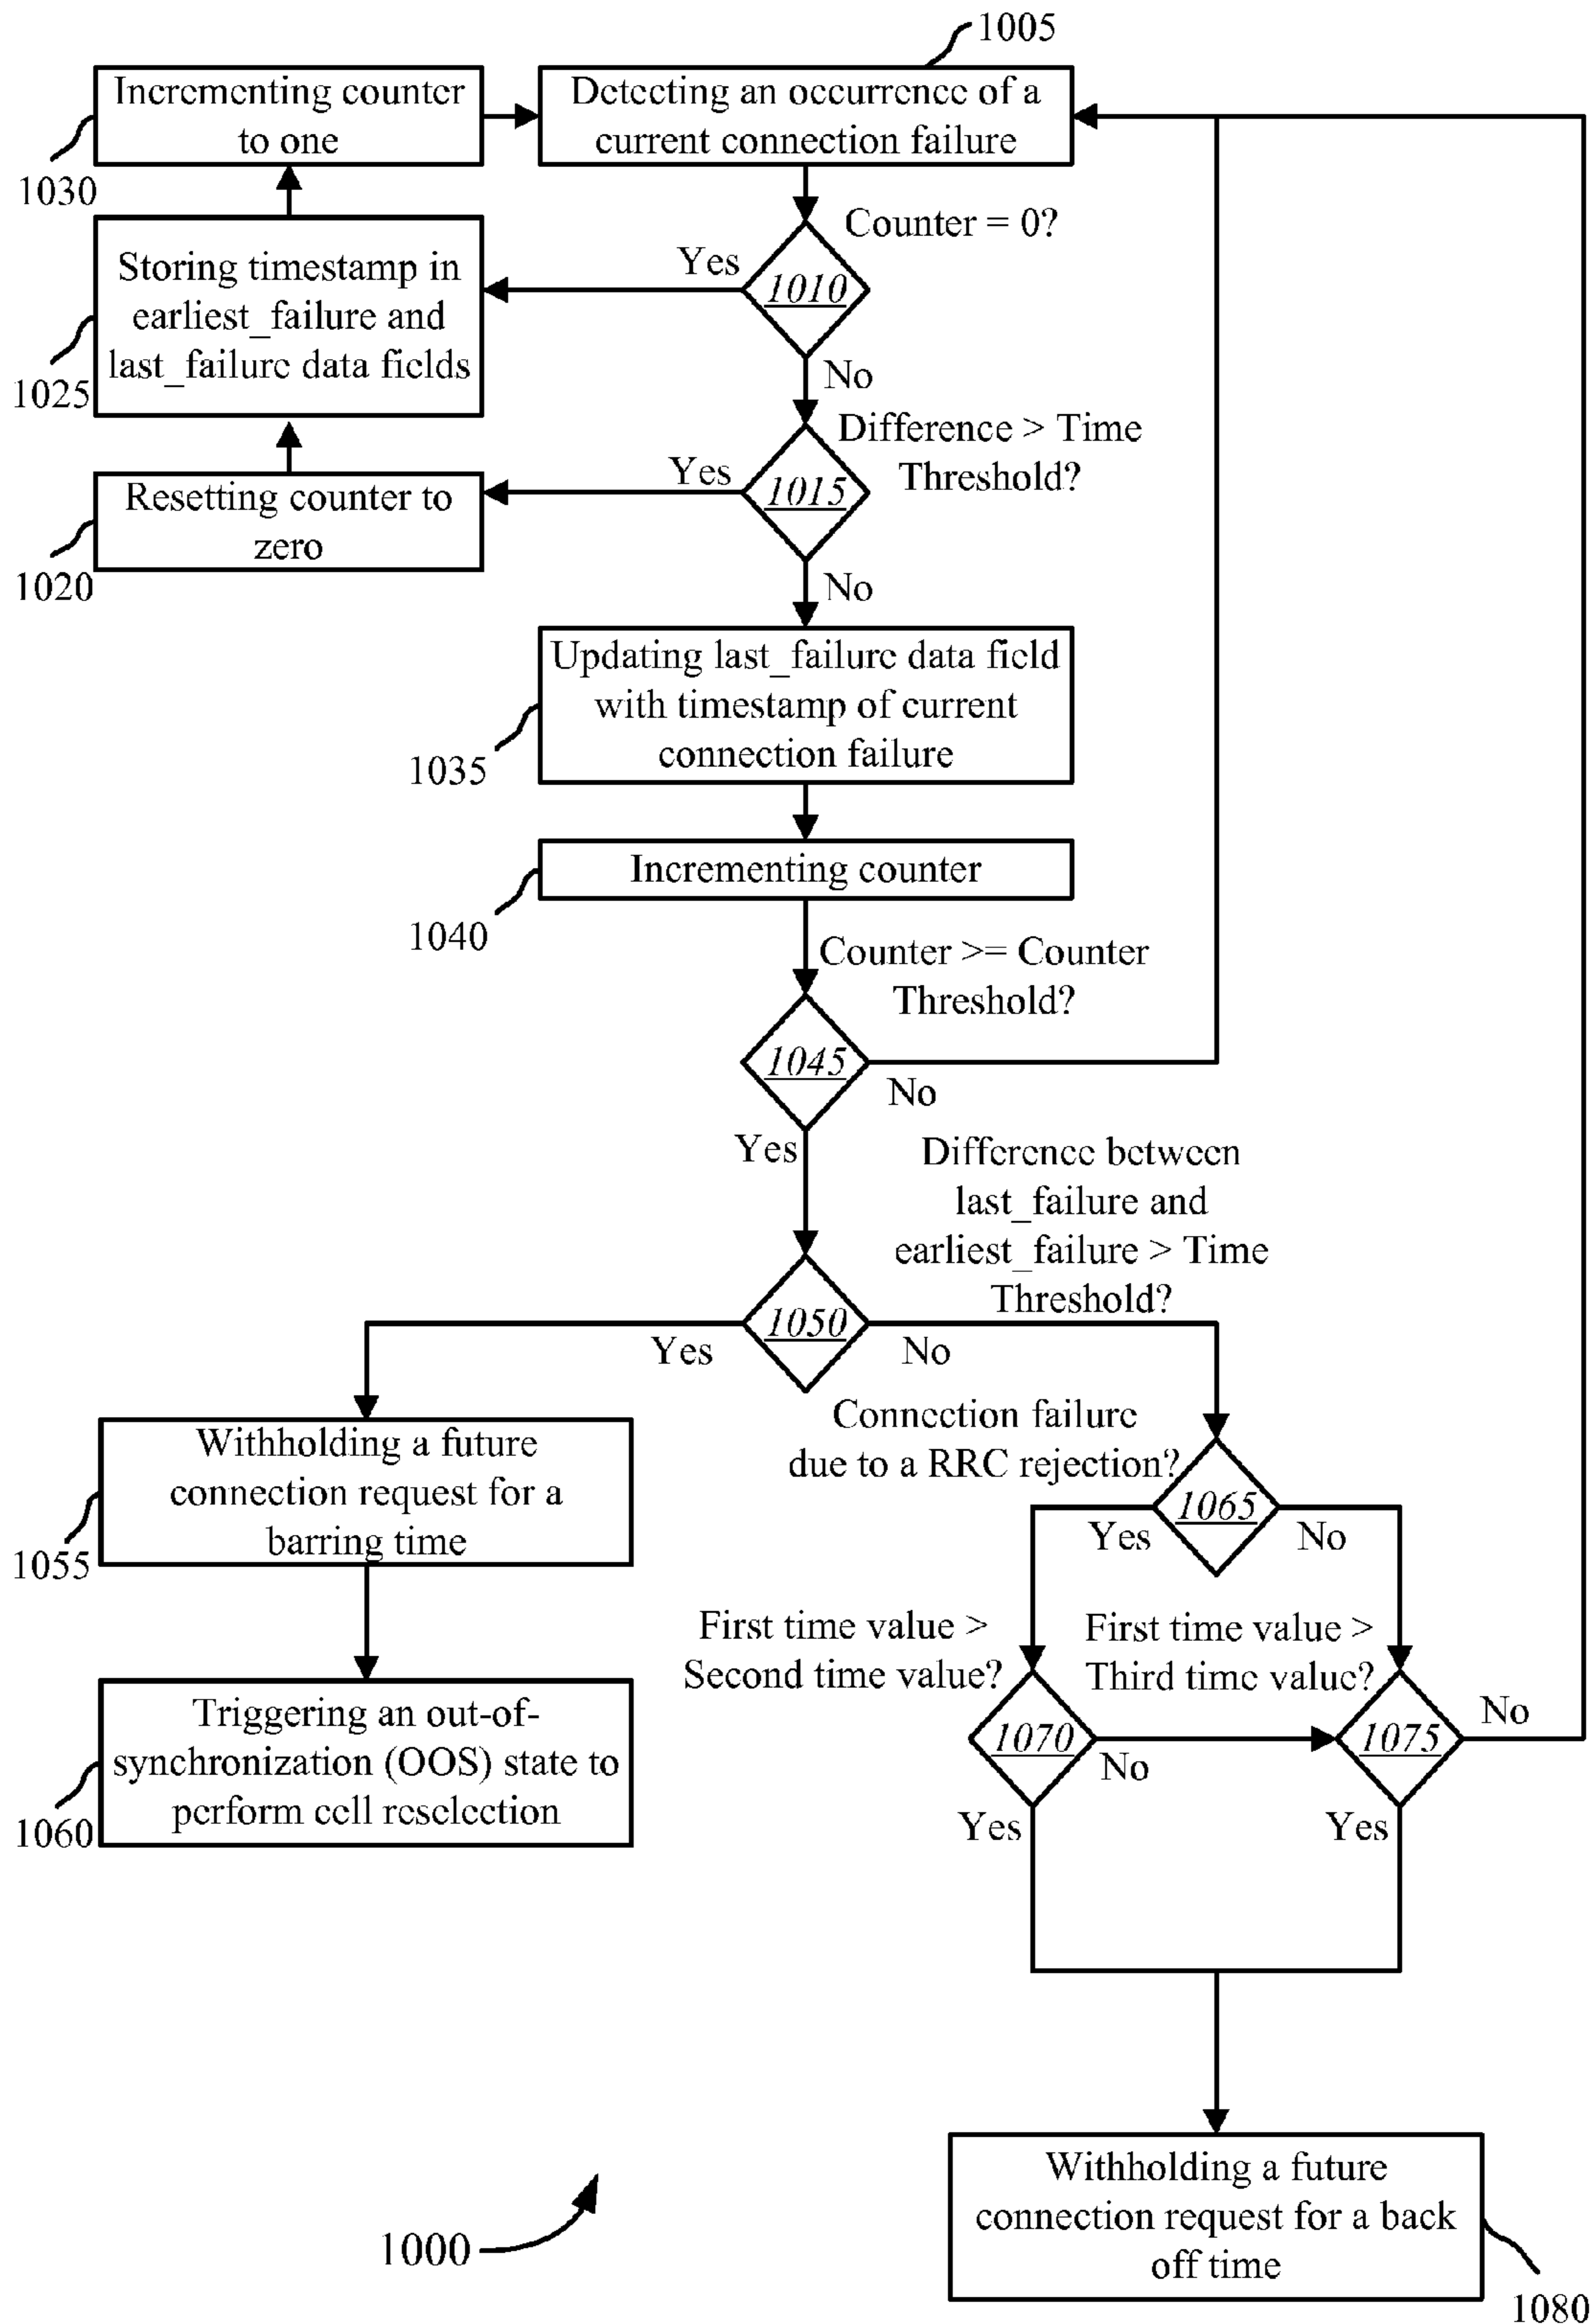 1005
Incrementing counter
to one
1030
Detecting an occurrence of a
current connection failure
Counter = 0?
Yes
1010
No
Storing timestamp in
earliest_failure and
last_failure data fields
1025
Difference > Time
Threshold?
Yes
1015
No
Resetting counter to
zero
1020
Updating last_failure data field
with timestamp of current
connection failure
1035
Incrementing counter
1040
Counter >= Counter
Threshold?
1045
No
Yes
Difference between
last_failure and
earliest_failure > Time
Threshold?
1050
Yes
No
Withholding a future
connection request for a
barring time
1055
Connection failure
due to a RRC rejection?
1065
Yes
No
Triggering an out-of-
synchronization (OOS) state to
perform cell reselection
1060
First time value >
Second time value?
1070
No
Yes
First time value >
Third time value?
1075
No
Yes
Withholding a future
connection request for a back
off time
1080
1000